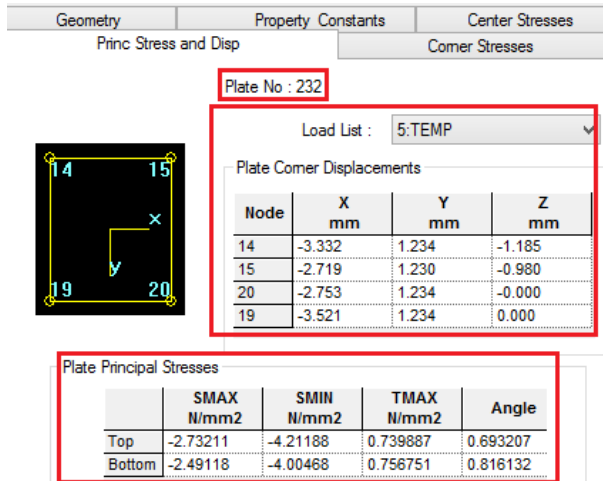 Geometry Property Constants Center Stresses
Princ Stress and Disp Corner Stresses
Plate No : 232
Load List : 5:TEMP
Plate Corner Displacements
Node X mm Y mm Z mm
14 -3.332 1.234 -1.185
15 -2.719 1.230 -0.980
20 -2.753 1.234 -0.000
19 -3.521 1.234 0.000
14 15
x
y
19 20
Plate Principal Stresses
SMAX N/mm2 SMIN N/mm2 TMAX N/mm2 Angle
Top -2.73211 -4.21188 0.739887 0.693207
Bottom -2.49118 -4.00468 0.756751 0.816132